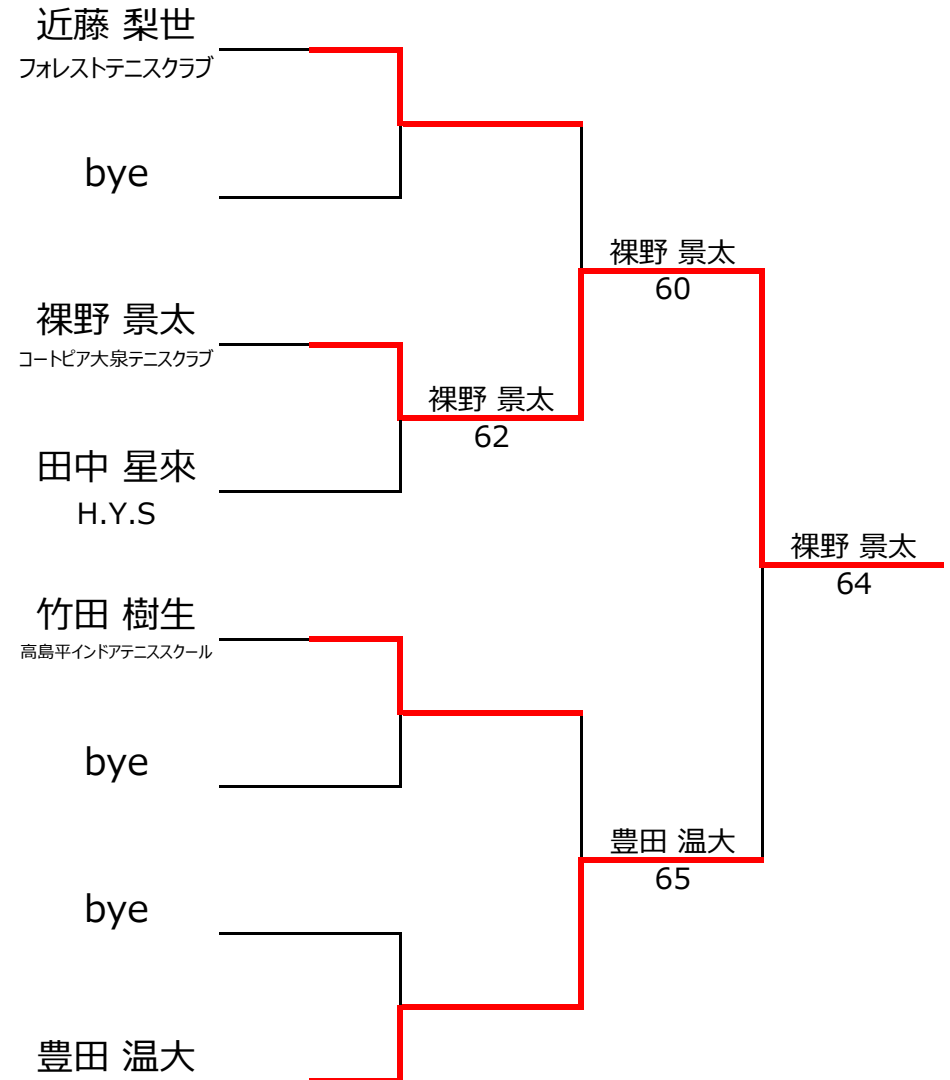 近藤 梨世
フォレストテニスクラブ
bye
裸野 景太
60
裸野 景太
コートピア大泉テニスクラブ
裸野 景太
62
田中 星來
H.Y.S
裸野 景太
64
竹田 樹生
高島平インドアテニススクール
bye
豊田 温大
65
bye
豊田 温大